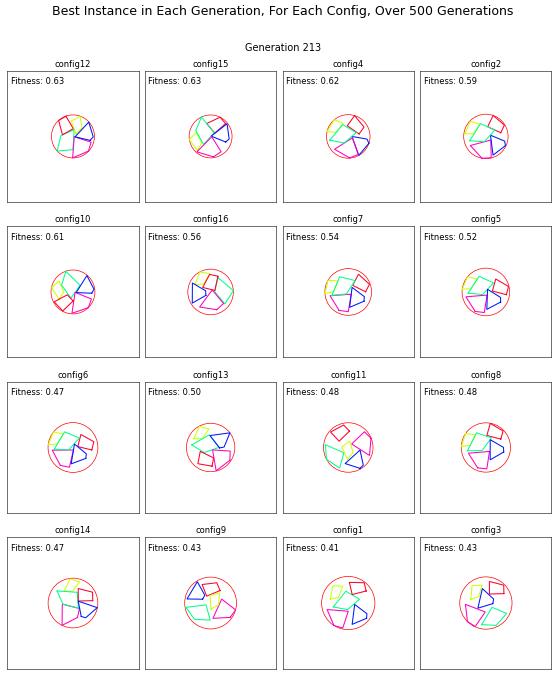 Best Instance in Each Generation, For Each Config, Over 500 Generations
Generation 213
config12
config15
config4
config2
Fitness: 0.63
Fitness: 0.63
Fitness: 0.62
Fitness: 0.59
config10
config16
config7
config5
Fitness: 0.61
Fitness: 0.56
Fitness: 0.54
Fitness: 0.52
config6
config13
config11
config8
Fitness: 0.47
Fitness: 0.50
Fitness: 0.48
Fitness: 0.48
config14
config9
config1
config3
Fitness: 0.47
Fitness: 0.43
Fitness: 0.41
Fitness: 0.43